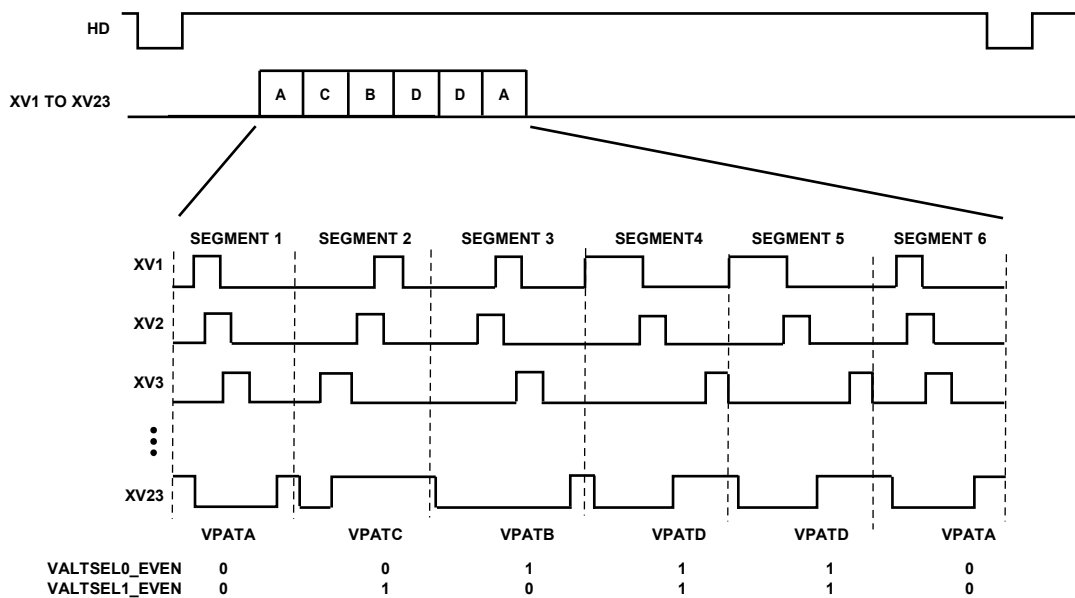 HD
XV1 TO XV23
A C B D D A
SEGMENT 1 SEGMENT 2 SEGMENT 3 SEGMENT4 SEGMENT 5 SEGMENT 6
XV1
XV2
XV3
XV23
VPATA VPATC VPATB VPATD VPATD VPATA
VALTSEL0_EVEN 0 0 1 1 1 0
VALTSEL1_EVEN 0 1 0 1 1 0